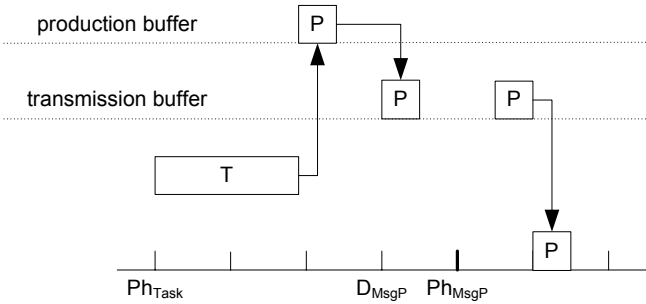 production buffer P
transmission buffer P P
T
P
Ph_Task D_MsgP Ph_MsgP